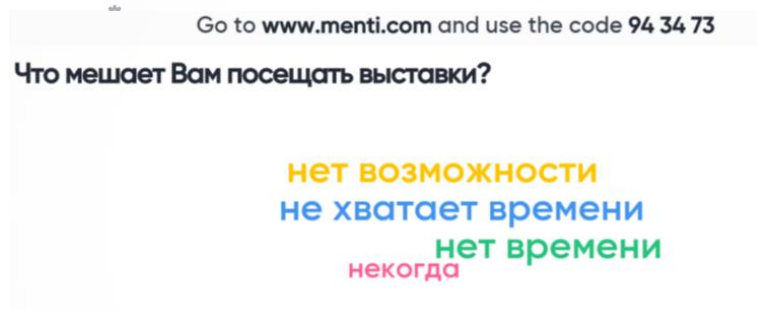 Go to www.menti.com and use the code 94 34 73
Что мешает Вам посещать выставки?
нет возможности
не хватает времени
нет времени
некогда